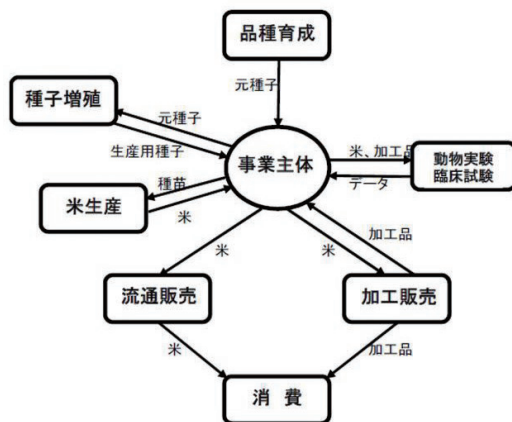 品種育成
元種子
種子増殖
元種子
生産用種子
事業主体
米、加工品
データ
動物実験
臨床試験
種苗
米生産
米
加工品
米
米
流通販売
加工販売
米
加工品
消 費